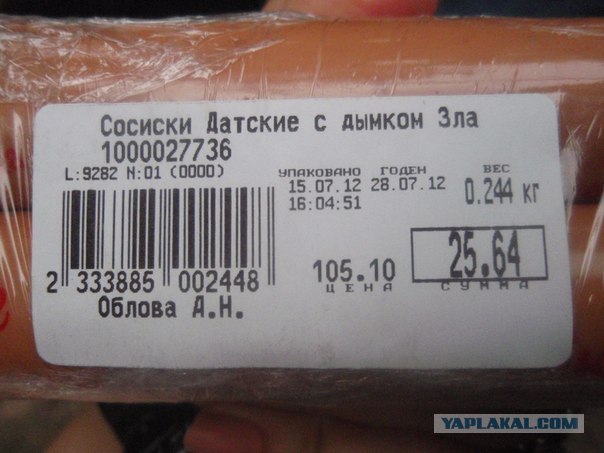 Сосиски Датские с дымком Зла
1000027736
L:9282 N:01 (0000)
УПАКОВАНО ГОДЕН ВЕС
15.07.12 28.07.12 0.244 кг
16:04:51
105.10 25.64
ЦЕНА СУММА
2 333885 002448
Облова А.Н.
YAPLAKAL.COM